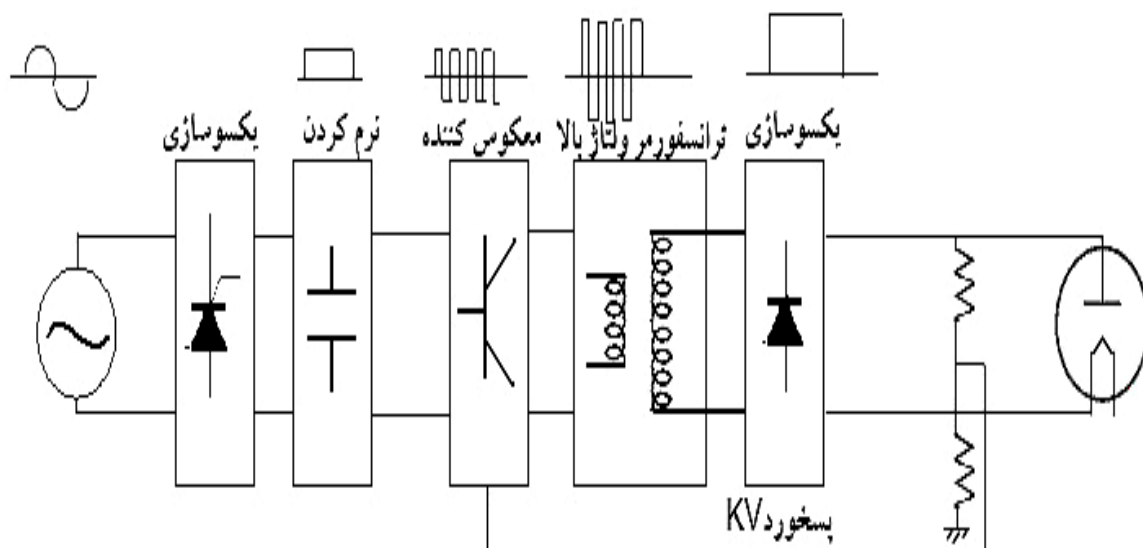 یکسوسازی
نرم کردن
معکوس کننده
ترانسفورمر ولتاژ بالا
یکسوسازی
پسخورد KV